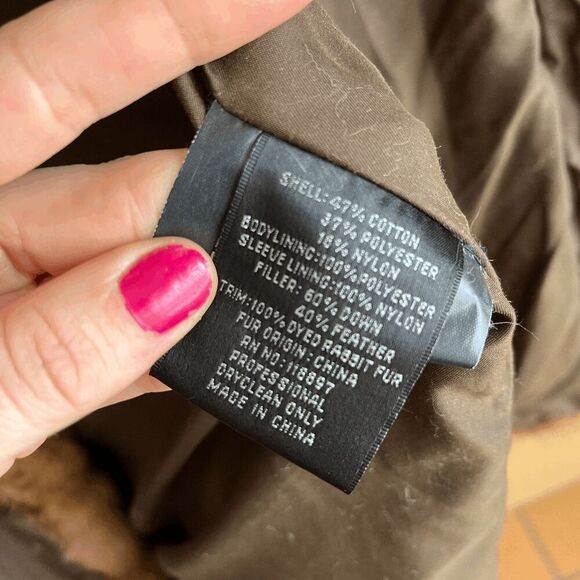 SHELL: 47% COTTON
37% POLYESTER
16% NYLON
BODYLINING:100% POLYESTER
SLEEVE LINING:100% NYLON
FILLER: 60% DOWN
40% FEATHER
TRIM:100% DYED RABBIT FUR
FUR ORIGIN: CHINA
RN NO: 118897
PROFESSIONAL
DRYCLEAN ONLY
MADE IN CHINA